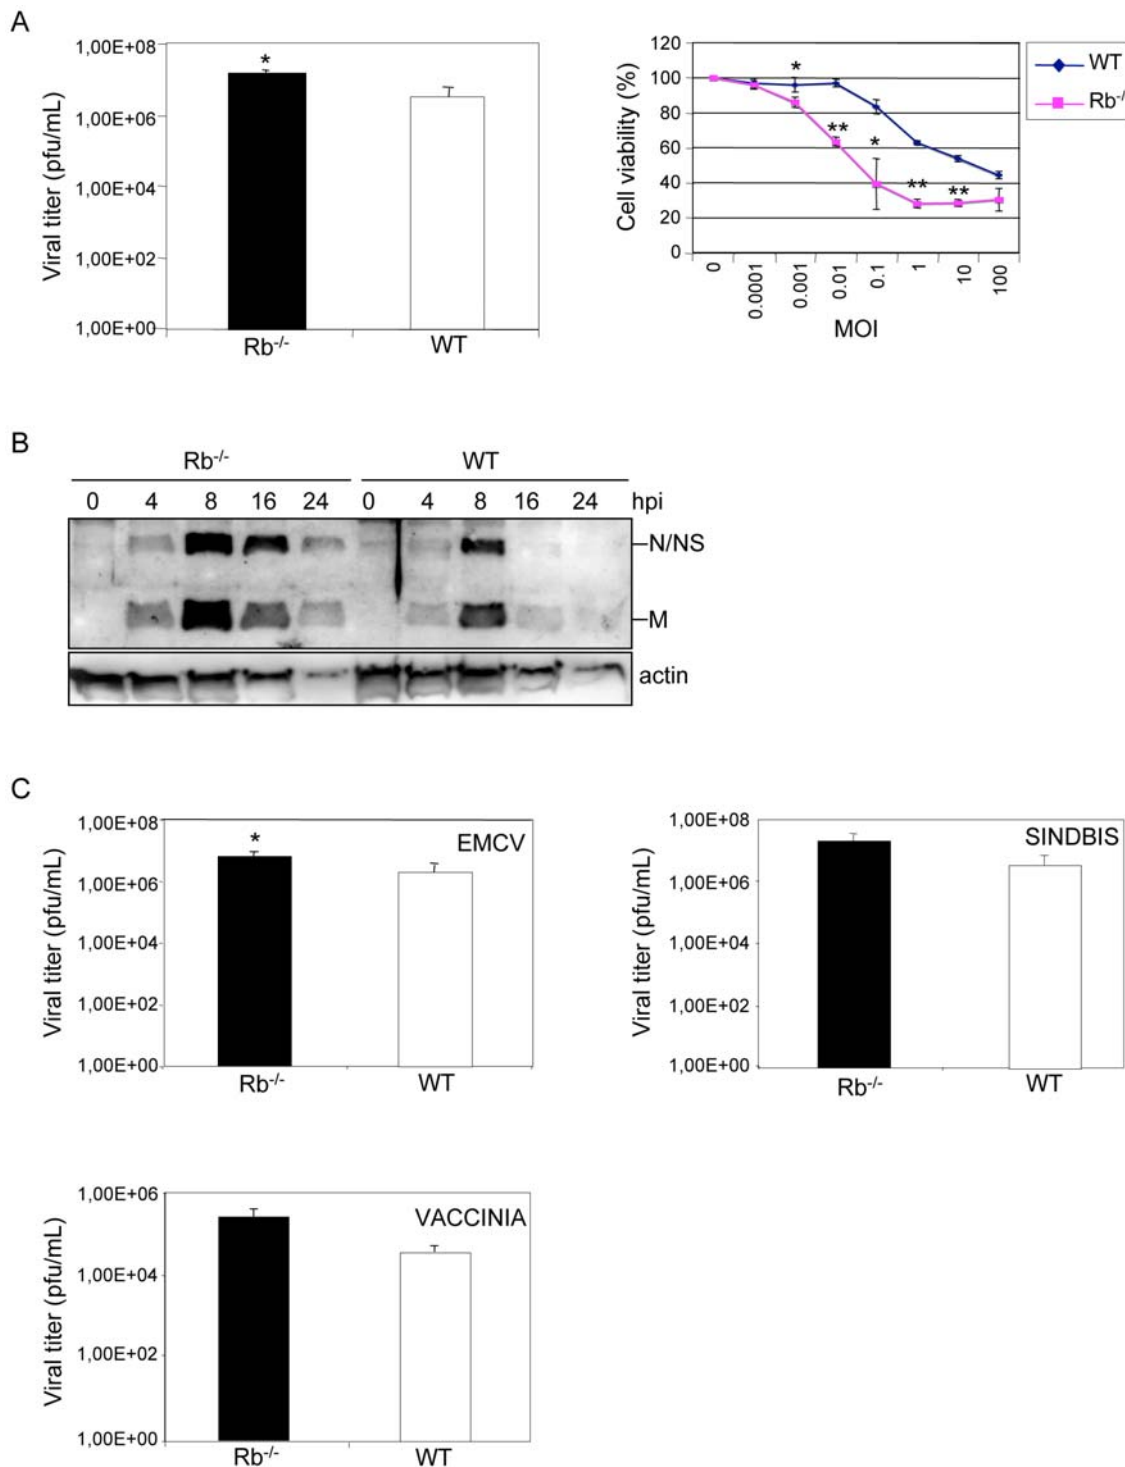 A
1,00E+08
1,00E+06
1,00E+04
1,00E+02
1,00E+00
Viral titer (pfu/mL)
*
Rb-/-
WT
120
100
80
60
40
20
0
Cell viability (%)
*
**
*
**
**
0
0.0001
0.001
0.01
0.1
1
10
100
MOI
WT
Rb-/
B
Rb-/-
WT
0 4 8 16 24 0 4 8 16 24 hpi
N/NS
M
actin
C
1,00E+08
1,00E+06
1,00E+04
1,00E+02
1,00E+00
Viral titer (pfu/mL)
*
EMCV
Rb-/-
WT
1,00E+08
1,00E+06
1,00E+04
1,00E+02
1,00E+00
Viral titer (pfu/mL)
SINDBIS
Rb-/-
WT
1,00E+06
1,00E+04
1,00E+02
1,00E+00
Viral titer (pfu/mL)
VACCINIA
Rb-/-
WT